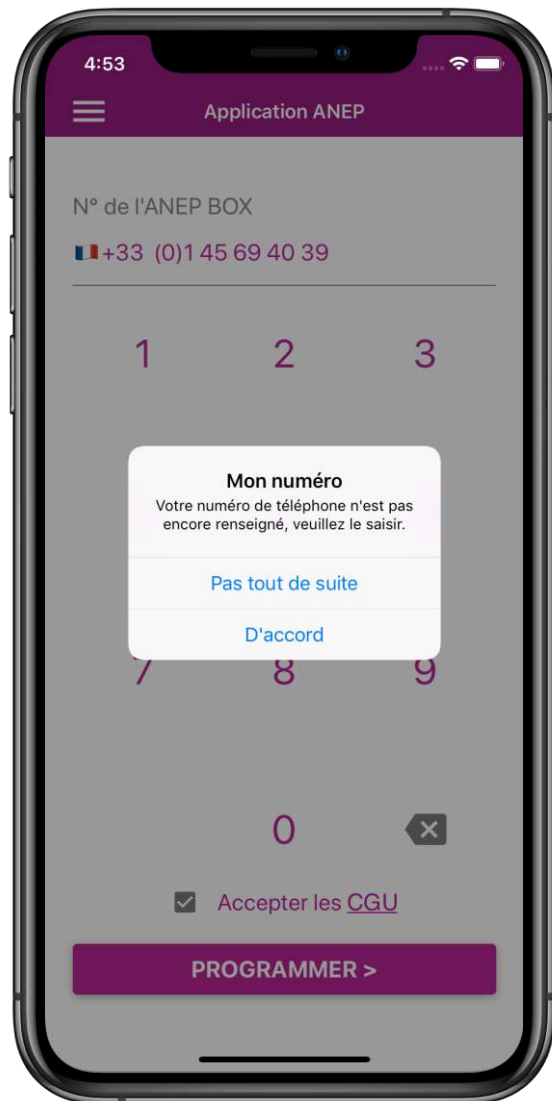 4:53
Application ANEP
N° de l'ANEP BOX
+33 (0)1 45 69 40 39
1 2 3
Mon numéro
Votre numéro de téléphone n'est pas
encore renseigné, veuillez le saisir.
Pas tout de suite
D'accord
7 8 9
0
Accepter les CGU
PROGRAMMER >